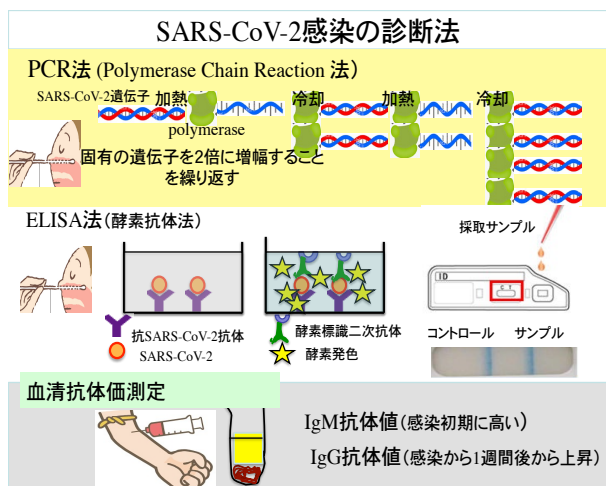 SARS-CoV-2感染の診断法
PCR法 (Polymerase Chain Reaction 法)
SARS-CoV-2遺伝子 加熱 冷却 加熱 冷却
polymerase
固有の遺伝子を2倍に増幅すること
を繰り返す
ELISA法(酵素抗体法)
採取サンプル
ID
C T
抗SARS-CoV-2抗体
SARS-CoV-2
酵素標識二次抗体
酵素発色
コントロール サンプル
血清抗体価測定
IgM抗体値(感染初期に高い)
IgG抗体値(感染から1週間後から上昇)